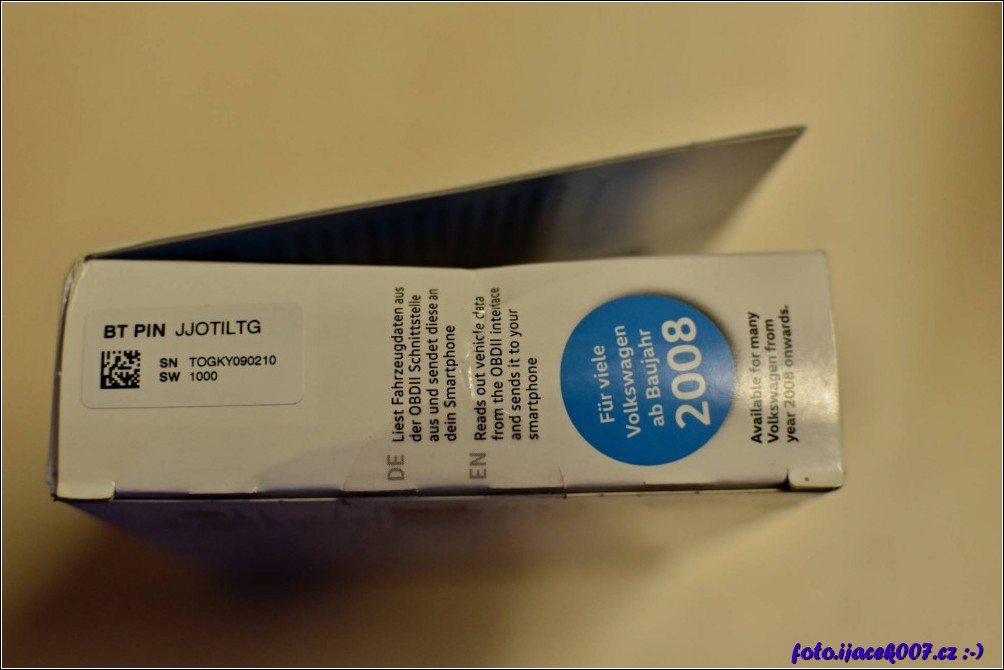 BT PIN JJOTILTG
SN TOGKY090210
SW 1000
DE Liest Fahrzeugdaten aus
der OBDII Schnittstelle
aus und sendet diese an
dein Smartphone
EN Reads out vehicle data
from the OBDII interface
and sends it to your
smartphone
Für viele
Volkswagen
ab Baujahr
2008
Available for many
Volkswagen from
year 2008 onwards.
foto.ijacek007.cz :-)